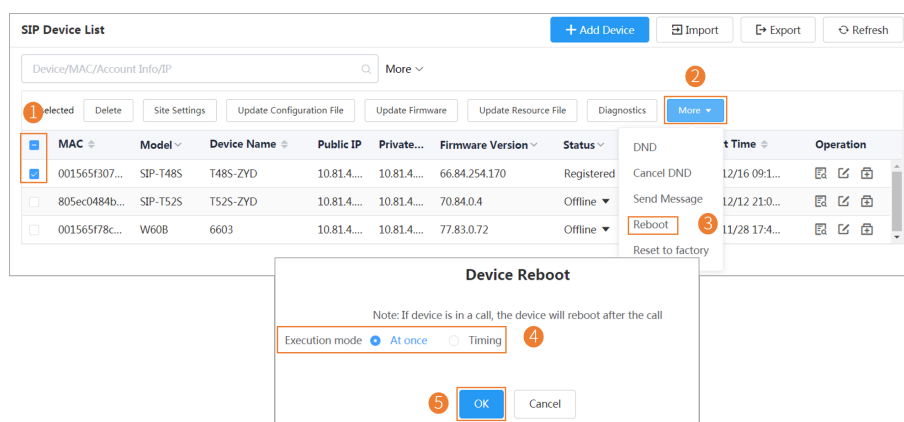 SIP Device List + Add Device Import Export Refresh
Device/MAC/Account Info/IP More
2
1 elected Delete Site Settings Update Configuration File Update Firmware Update Resource File Diagnostics More
MAC Model Device Name Public IP Private... Firmware Version Status t Time Operation
DND
001565f307... SIP-T48S T48S-ZYD 10.81.4.... 10.81.4.... 66.84.254.170 Registered Cancel DND 12/16 09:1...
805ec0484b... SIP-T52S T52S-ZYD 10.81.4.... 10.81.4.... 70.84.0.4 Offline Send Message 12/12 21:0...
001565f78c... W60B 6603 10.81.4.... 10.81.4.... 77.83.0.72 Offline Reboot 3 11/28 17:4...
Reset to factory
Device Reboot
Note: If device is in a call, the device will reboot after the call
Execution mode At once Timing 4
5 OK Cancel